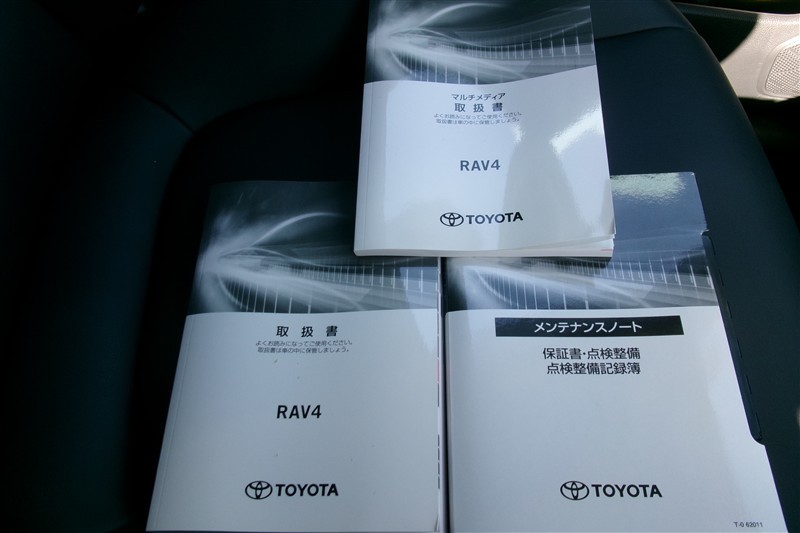 マルチメディア
取扱書
よくお読みになってご使用ください。
取扱書は車の中に保管しましょう。
RAV4
TOYOTA
取扱書
よくお読みになってご使用ください。
取扱書は車の中に保管しましょう。
RAV4
TOYOTA
メンテナンスノート
保証書・点検整備
点検整備記録簿
TOYOTA
T-0 62011